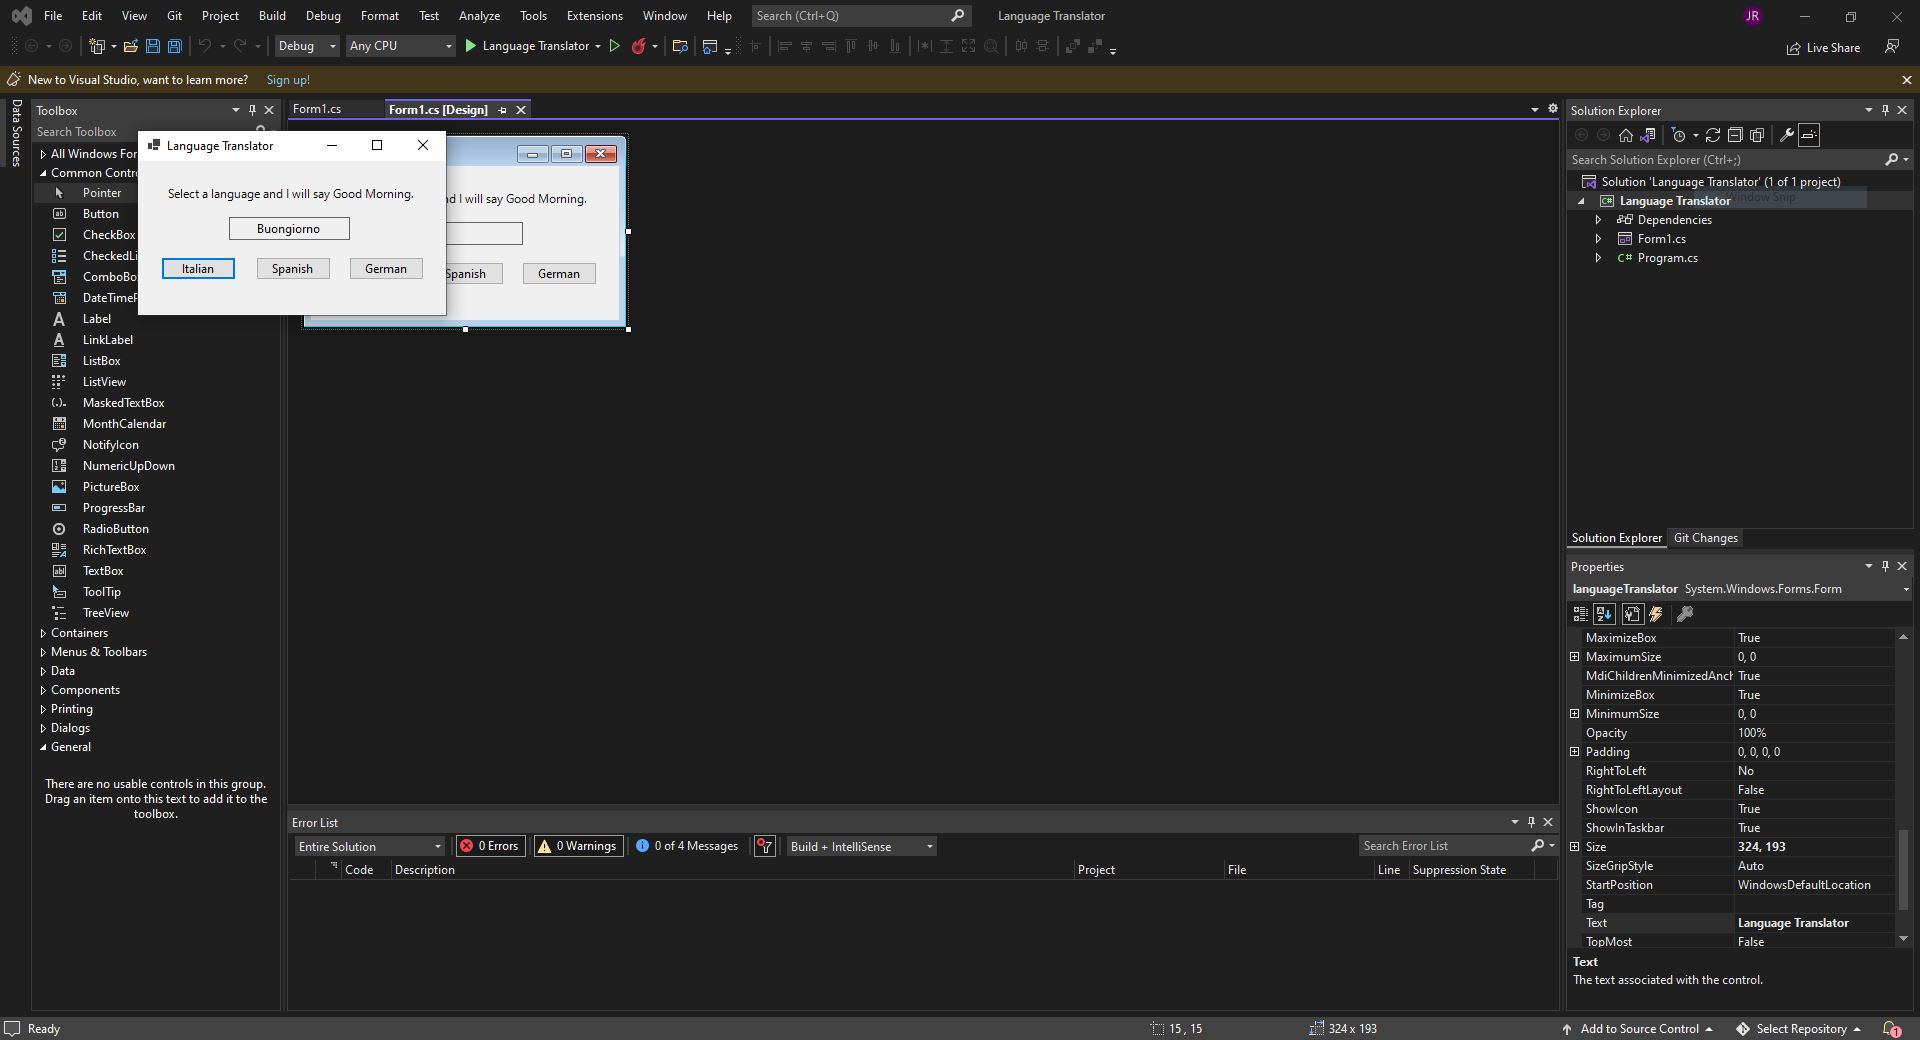 File Edit View Git Project Build Debug Format Test Analyze Tools Extensions Window Help Search (Ctrl+Q) Language Translator JR
Debug Any CPU Language Translator Live Share
New to Visual Studio, want to learn more? Sign up!
Data Sources
Toolbox
Search Toolbox
All Windows For
Common Contro
Pointer
Button
CheckBox
CheckedLi
ComboBo
DateTimeP
Label
LinkLabel
ListBox
ListView
MaskedTextBox
MonthCalendar
NotifyIcon
NumericUpDown
PictureBox
ProgressBar
RadioButton
RichTextBox
TextBox
ToolTip
TreeView
Containers
Menus & Toolbars
Data
Components
Printing
Dialogs
General
There are no usable controls in this group.
Drag an item onto this text to add it to the
toolbox.
Form1.cs Form1.cs [Design]
Language Translator
Select a language and I will say Good Morning.
Buongiorno
Italian Spanish German
d I will say Good Morning.
Spanish German
Error List
Entire Solution 0 Errors 0 Warnings 0 of 4 Messages Build + IntelliSense Search Error List
Code Description Project File Line Suppression State
Solution Explorer
Search Solution Explorer (Ctrl+;)
Solution 'Language Translator' (1 of 1 project)
Language Translator
Window Snip
Dependencies
Form1.cs
C# Program.cs
Solution Explorer Git Changes
Properties
languageTranslator System.Windows.Forms.Form
MaximizeBox True
MaximumSize 0, 0
MdiChildrenMinimizedAnch True
MinimizeBox True
MinimumSize 0, 0
Opacity 100%
Padding 0, 0, 0, 0
RightToLeft No
RightToLeftLayout False
ShowIcon True
ShowInTaskbar True
Size 324, 193
SizeGripStyle Auto
StartPosition WindowsDefaultLocation
Tag
Text Language Translator
TopMost False
Text
The text associated with the control.
Ready 15 , 15 324 x 193 Add to Source Control Select Repository 1